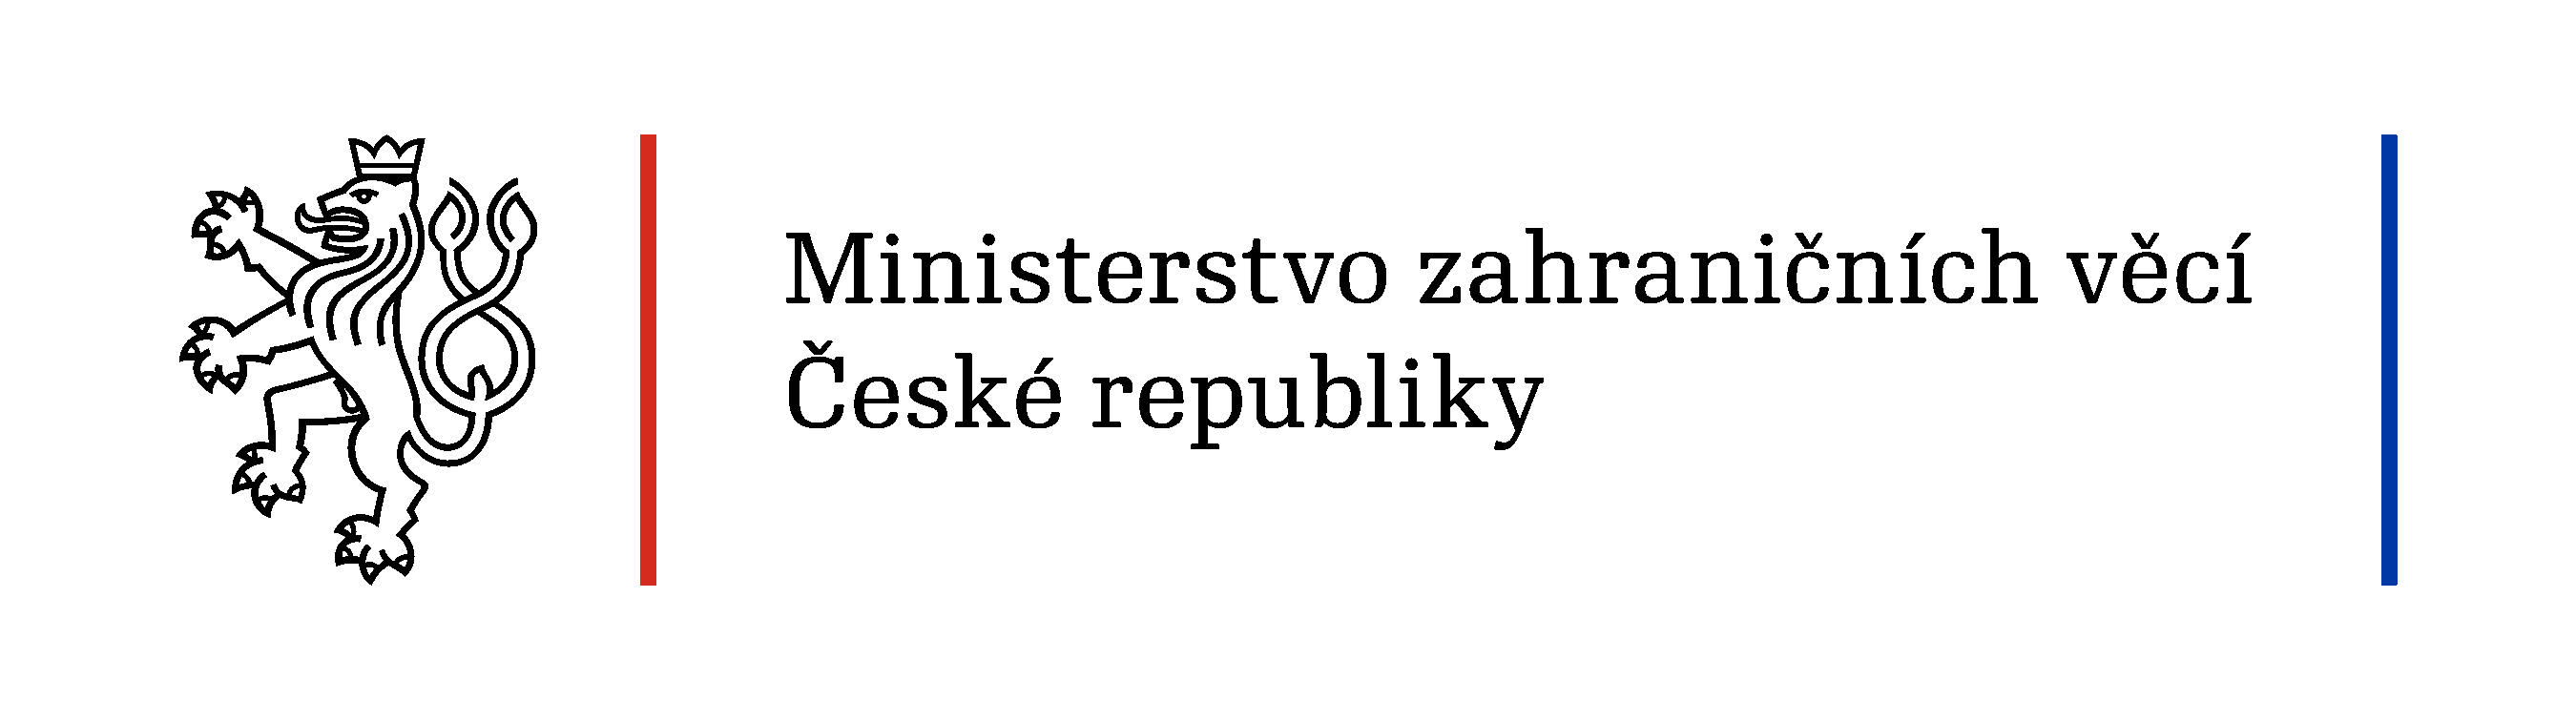 Ministerstvo zahraničních věcí
České republiky